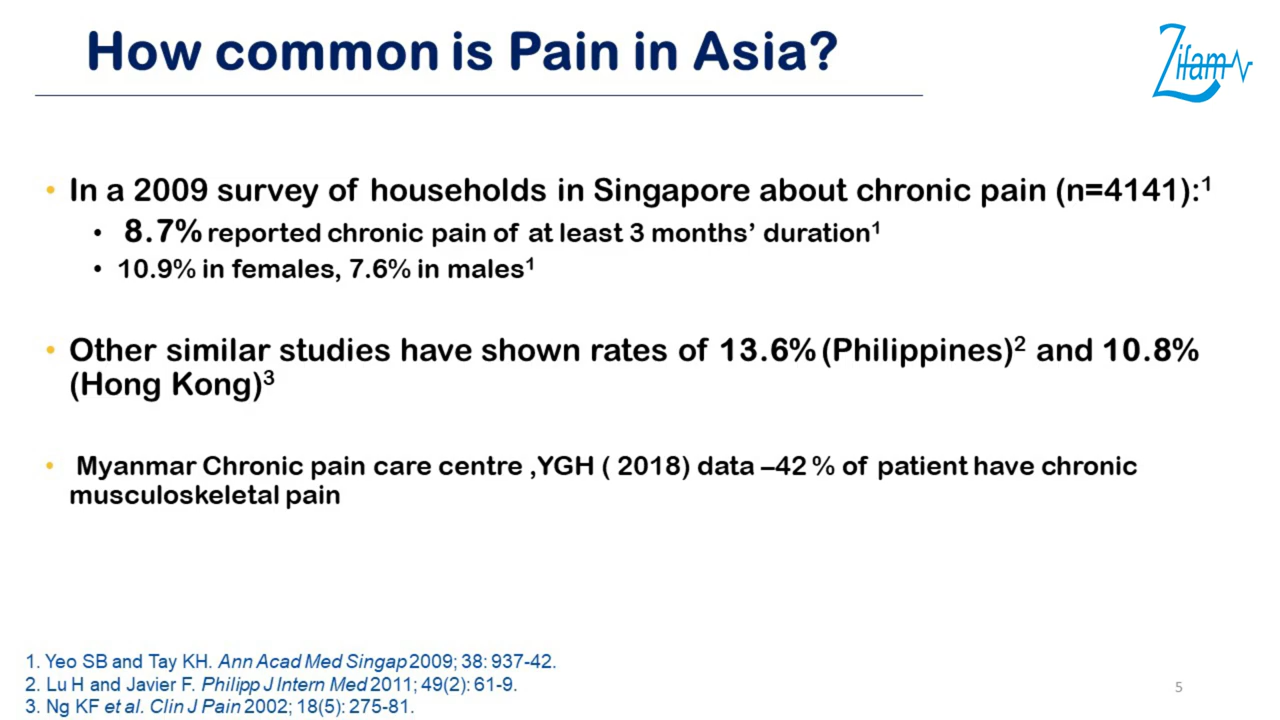 How common is Pain in Asia?
Zifam
• In a 2009 survey of households in Singapore about chronic pain (n=4141):¹
• 8.7% reported chronic pain of at least 3 months’ duration¹
• 10.9% in females, 7.6% in males¹
• Other similar studies have shown rates of 13.6% (Philippines)² and 10.8%
(Hong Kong)³
• Myanmar Chronic pain care centre ,YGH ( 2018) data –42 % of patient have chronic
musculoskeletal pain
1. Yeo SB and Tay KH. Ann Acad Med Singap 2009; 38: 937-42.
2. Lu H and Javier F. Philipp J Intern Med 2011; 49(2): 61-9.
3. Ng KF et al. Clin J Pain 2002; 18(5): 275-81.
5